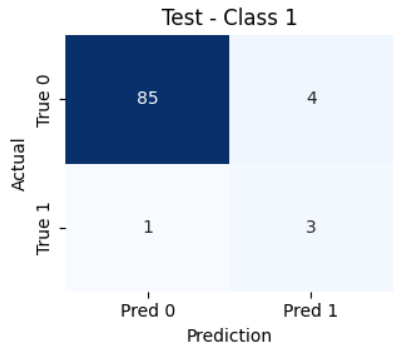 Test - Class 1
True 0
85
4
Actual
True 1
1
3
Pred 0
Pred 1
Prediction